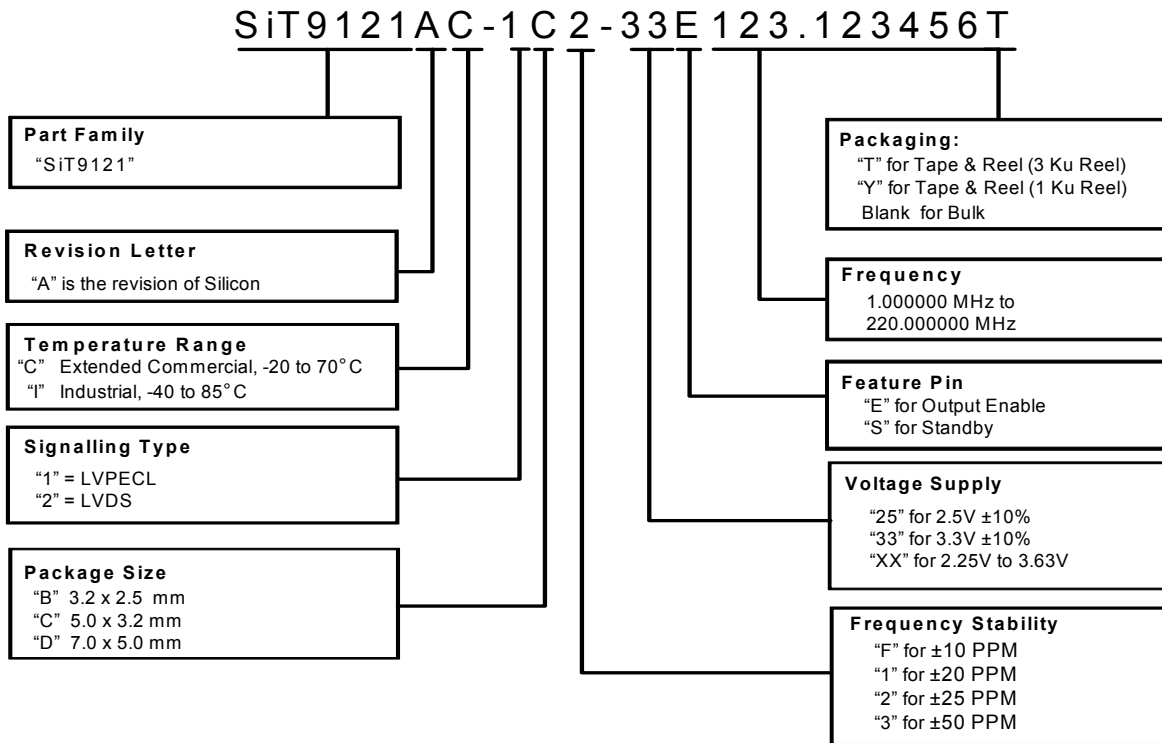 SiT9121AC-1C2-33E123.123456T
Part Family
“SiT9121”
Revision Letter
“A” is the revision of Silicon
Temperature Range
“C” Extended Commercial, -20 to 70°C
“I” Industrial, -40 to 85°C
Signalling Type
“1” = LVPECL
“2” = LVDS
Package Size
“B” 3.2 x 2.5 mm
“C” 5.0 x 3.2 mm
“D” 7.0 x 5.0 mm
Packaging:
“T” for Tape & Reel (3 Ku Reel)
“Y” for Tape & Reel (1 Ku Reel)
Blank for Bulk
Frequency
1.000000 MHz to
220.000000 MHz
Feature Pin
“E” for Output Enable
“S” for Standby
Voltage Supply
“25” for 2.5V ±10%
“33” for 3.3V ±10%
“XX” for 2.25V to 3.63V
Frequency Stability
“F” for ±10 PPM
“1” for ±20 PPM
“2” for ±25 PPM
“3” for ±50 PPM